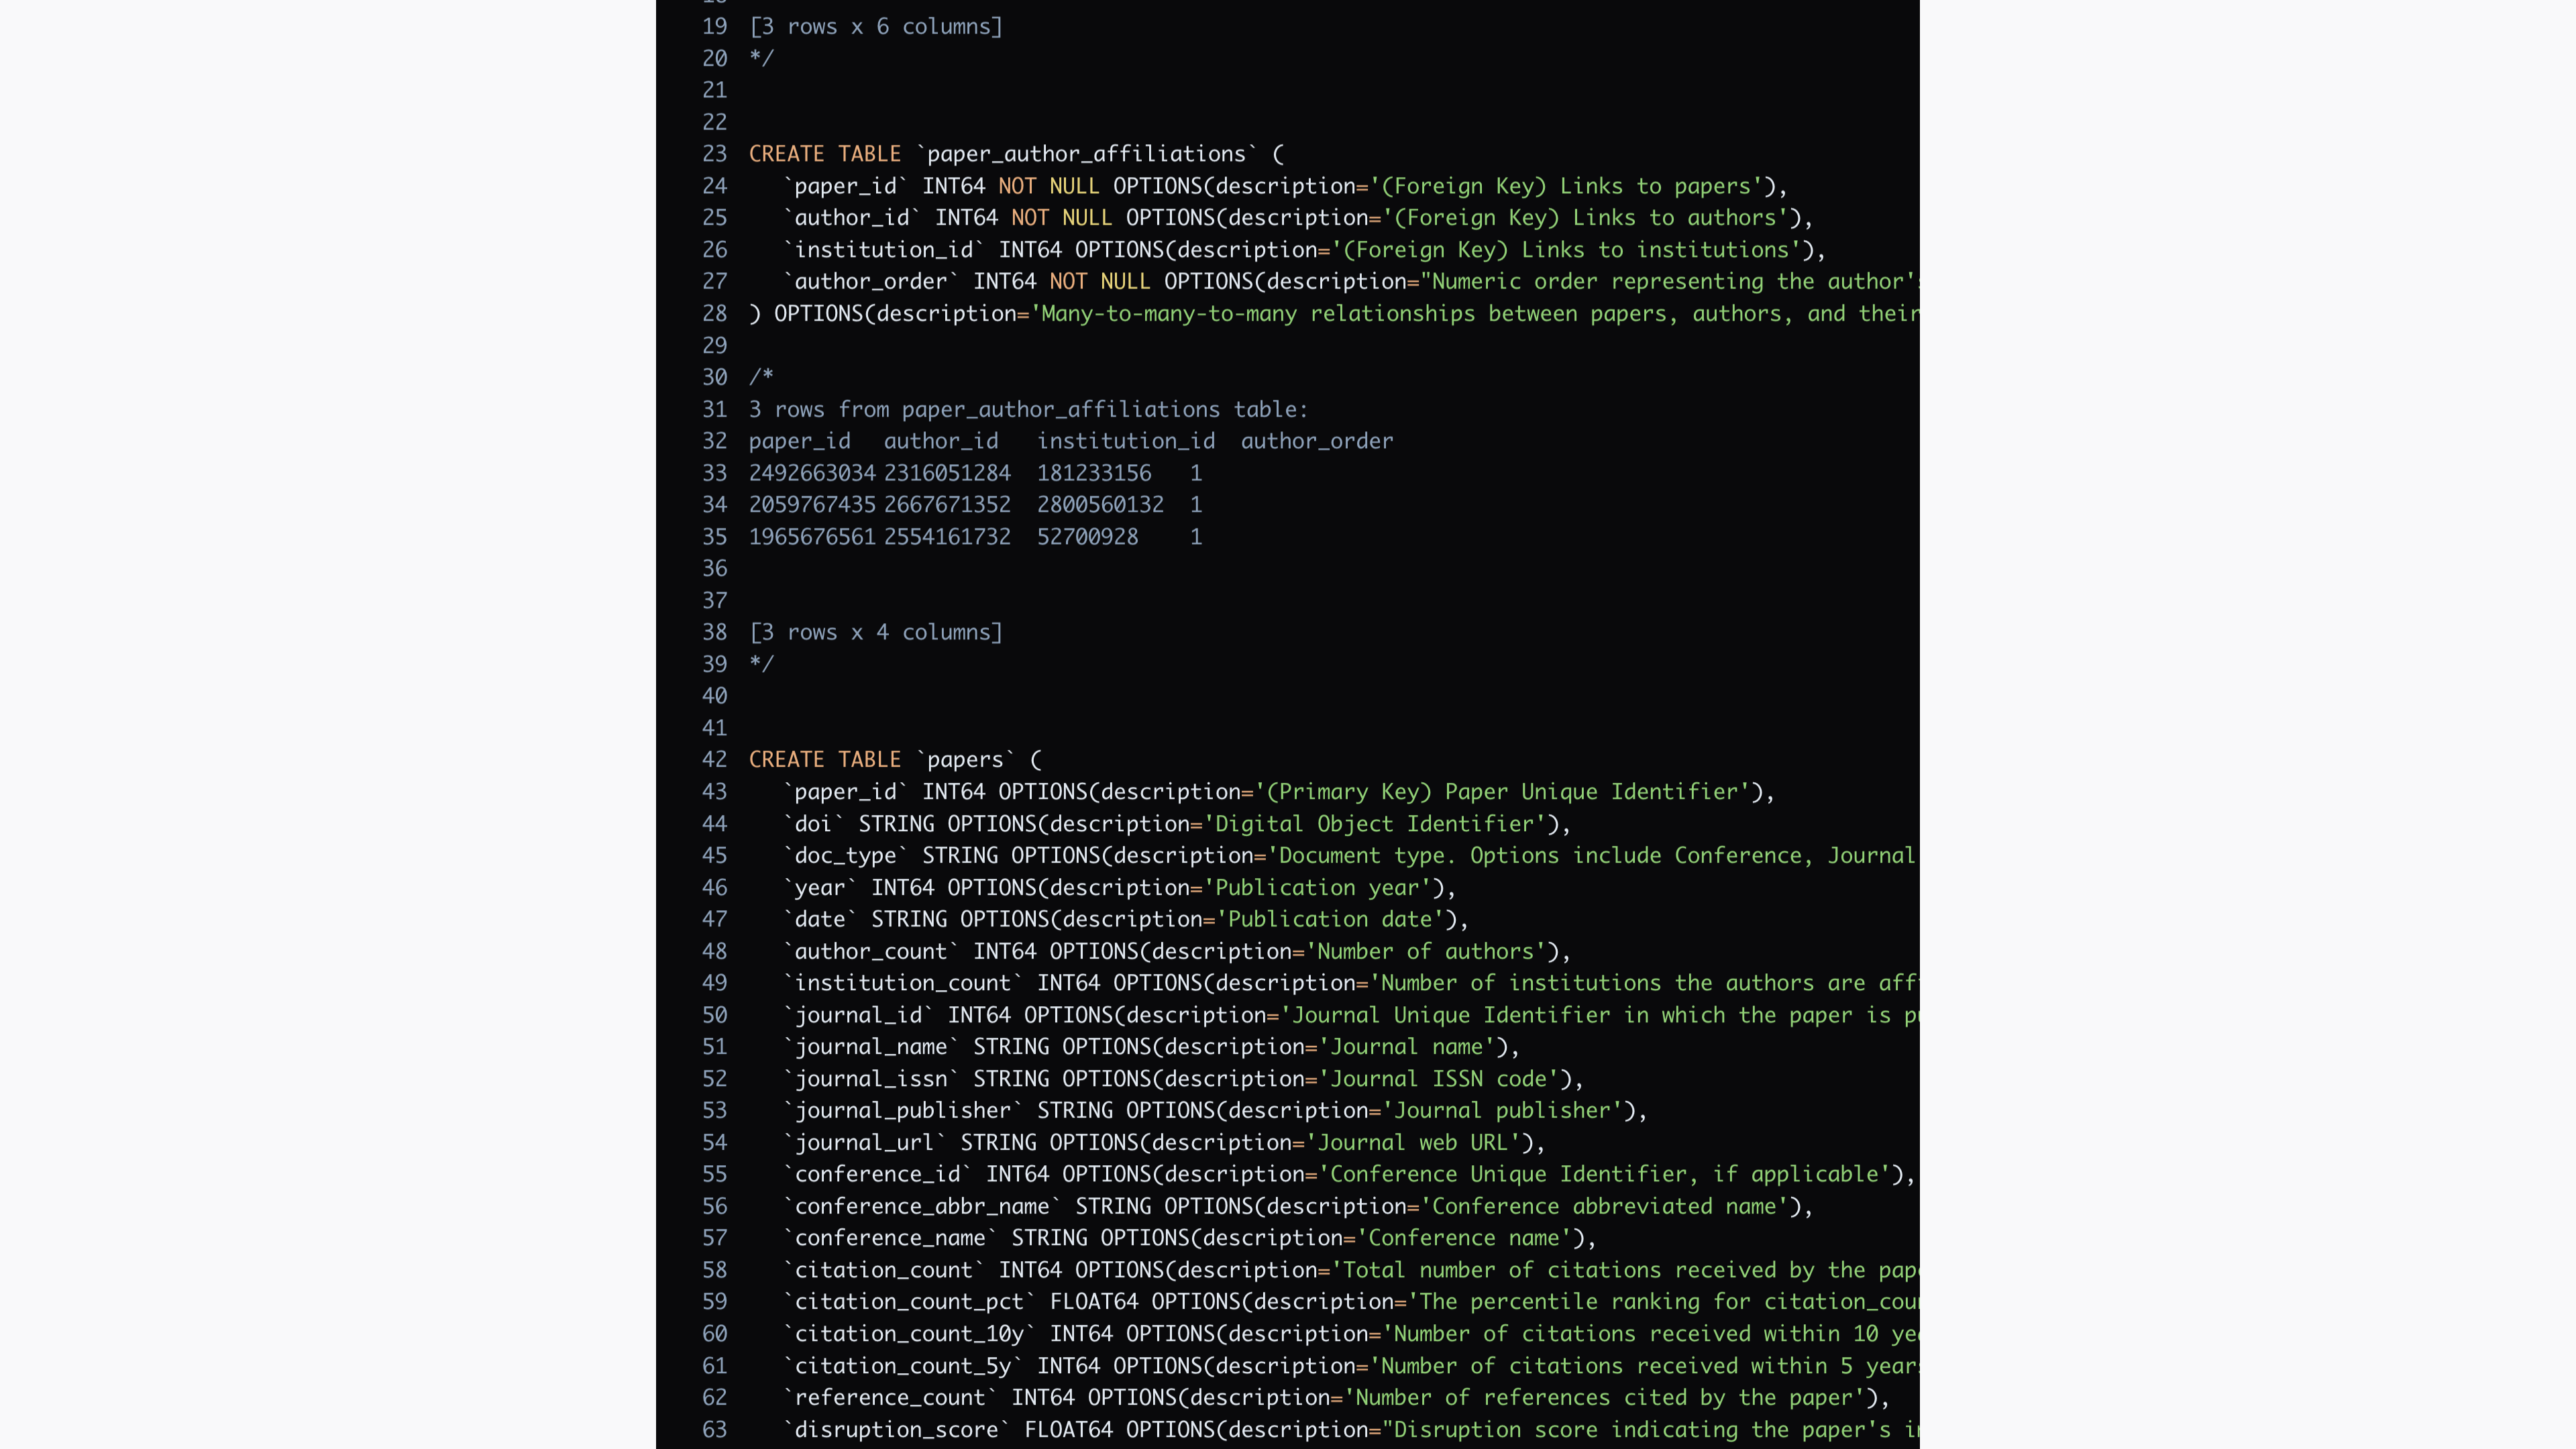 19 [3 rows x 6 columns]
20 */
21
22
23 CREATE TABLE `paper_author_affiliations` (
24 `paper_id` INT64 NOT NULL OPTIONS(description='(Foreign Key) Links to papers'),
25 `author_id` INT64 NOT NULL OPTIONS(description='(Foreign Key) Links to authors'),
26 `institution_id` INT64 OPTIONS(description='(Foreign Key) Links to institutions'),
27 `author_order` INT64 NOT NULL OPTIONS(description="Numeric order representing the author'
28 ) OPTIONS(description='Many-to-many-to-many relationships between papers, authors, and their
29
30 /*
31 3 rows from paper_author_affiliations table:
32 paper_id author_id institution_id author_order
33 2492663034 2316051284 181233156 1
34 2059767435 2667671352 2800560132 1
35 1965676561 2554161732 52700928 1
36
37
38 [3 rows x 4 columns]
39 */
40
41
42 CREATE TABLE `papers` (
43 `paper_id` INT64 OPTIONS(description='(Primary Key) Paper Unique Identifier'),
44 `doi` STRING OPTIONS(description='Digital Object Identifier'),
45 `doc_type` STRING OPTIONS(description='Document type. Options include Conference, Journal
46 `year` INT64 OPTIONS(description='Publication year'),
47 `date` STRING OPTIONS(description='Publication date'),
48 `author_count` INT64 OPTIONS(description='Number of authors'),
49 `institution_count` INT64 OPTIONS(description='Number of institutions the authors are aff
50 `journal_id` INT64 OPTIONS(description='Journal Unique Identifier in which the paper is p
51 `journal_name` STRING OPTIONS(description='Journal name'),
52 `journal_issn` STRING OPTIONS(description='Journal ISSN code'),
53 `journal_publisher` STRING OPTIONS(description='Journal publisher'),
54 `journal_url` STRING OPTIONS(description='Journal web URL'),
55 `conference_id` INT64 OPTIONS(description='Conference Unique Identifier, if applicable'),
56 `conference_abbr_name` STRING OPTIONS(description='Conference abbreviated name'),
57 `conference_name` STRING OPTIONS(description='Conference name'),
58 `citation_count` INT64 OPTIONS(description='Total number of citations received by the pap
59 `citation_count_pct` FLOAT64 OPTIONS(description='The percentile ranking for citation_cou
60 `citation_count_10y` INT64 OPTIONS(description='Number of citations received within 10 ye
61 `citation_count_5y` INT64 OPTIONS(description='Number of citations received within 5 year
62 `reference_count` INT64 OPTIONS(description='Number of references cited by the paper'),
63 `disruption_score` FLOAT64 OPTIONS(description="Disruption score indicating the paper's i